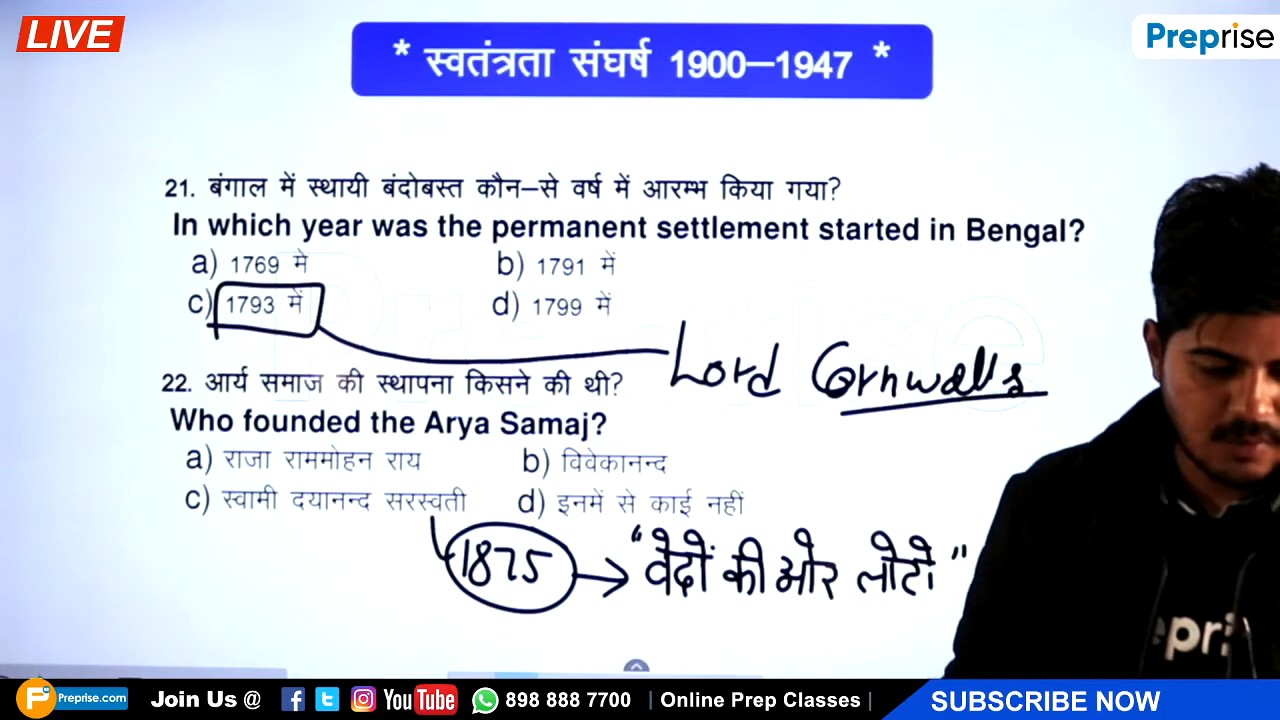 LIVE
Preprise
* स्वतंत्रता संघर्ष 1900–1947 *
21. बंगाल में स्थायी बंदोबस्त कौन–से वर्ष में आरम्भ किया गया?
In which year was the permanent settlement started in Bengal?
a) 1769 मे b) 1791 में
c) 1793 में d) 1799 में
Lord Cornwalls
22. आर्य समाज की स्थापना किसने की थी?
Who founded the Arya Samaj?
a) राजा राममोहन राय b) विवेकानन्द
c) स्वामी दयानन्द सरस्वती d) इनमें से काई नहीं
1875 → "वेदों की ओर लोटो"
Preprise.com Join Us @ YouTube 898 888 7700 | Online Prep Classes | SUBSCRIBE NOW